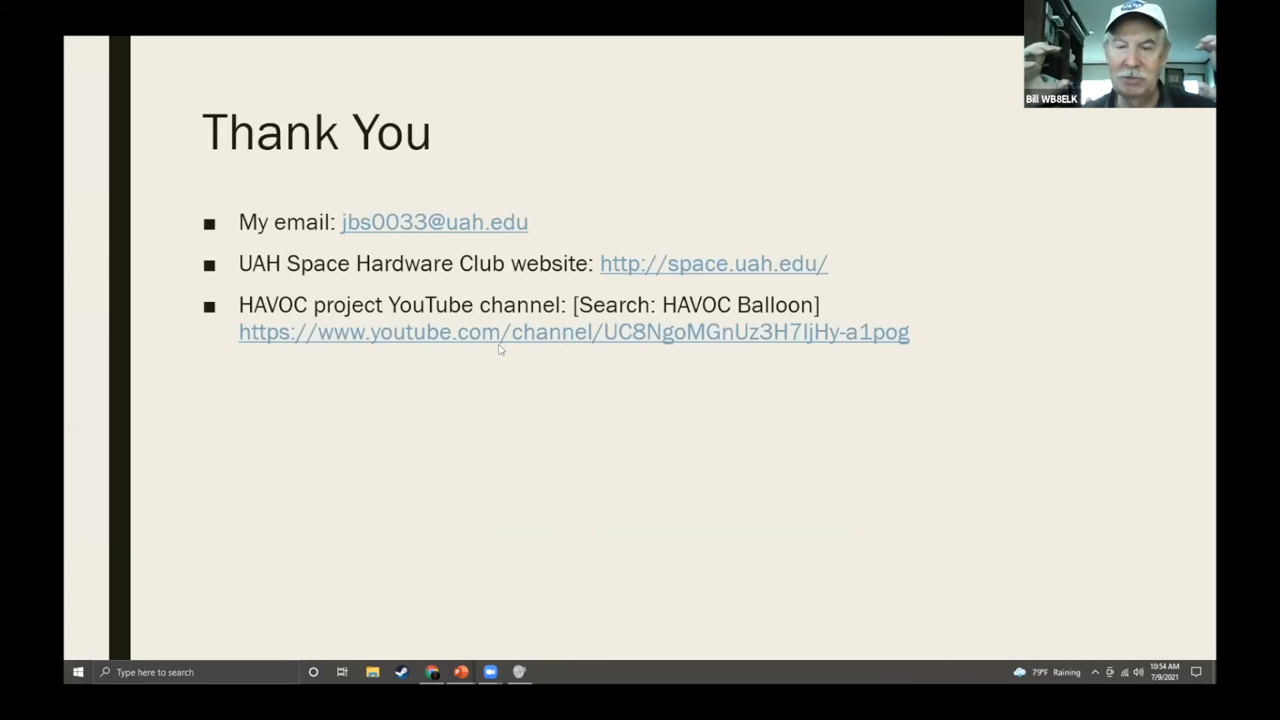 Bill WB8ELK
Thank You
My email: jbs0033@uah.edu
UAH Space Hardware Club website: http://space.uah.edu/
HAVOC project YouTube channel: [Search: HAVOC Balloon]
https://www.youtube.com/channel/UC8NgoMGnUz3H7IjHy-a1pog
Type here to search
79°F Raining
10:54 AM
7/9/2021